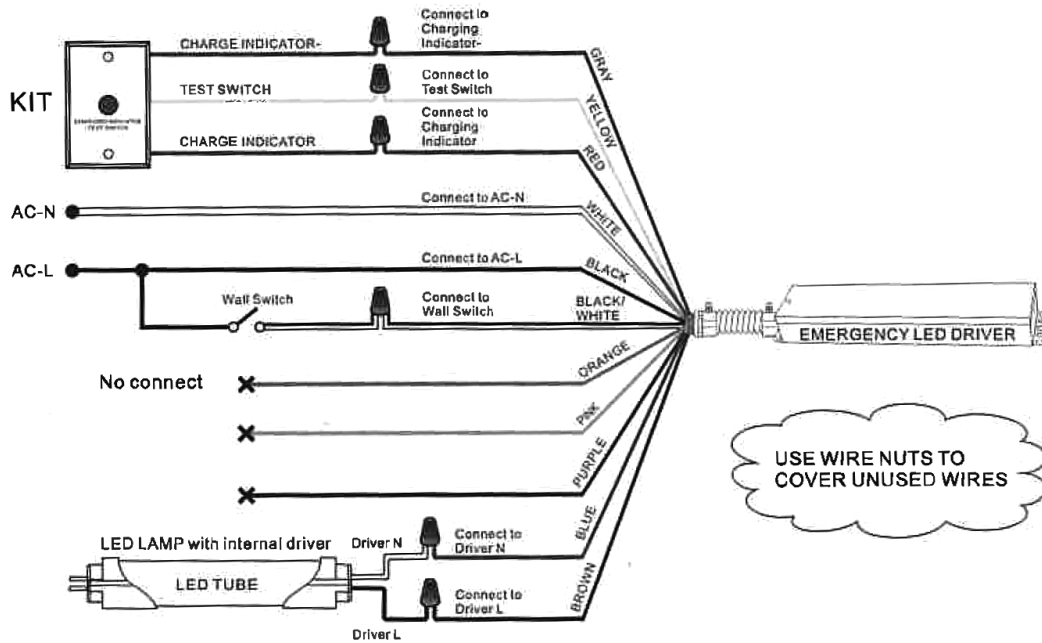 CHARGE INDICATOR-
Connect to
Charging
Indicator-
GRAY
KIT
TEST SWITCH
Connect to
Test Switch
YELLOW
TEST SWITCH
CHARGE INDICATOR
Connect to
Charging
Indicator
RED
AC-N
Connect to AC-N
WHITE
AC-L
Connect to AC-L
BLACK
Wall Switch
Connect to
Wall Switch
BLACK/
WHITE
EMERGENCY LED DRIVER
No connect
ORANGE
PINK
PURPLE
USE WIRE NUTS TO
COVER UNUSED WIRES
LED LAMP with internal driver
LED TUBE
Driver N
Connect to
Driver N
BLUE
Driver L
Connect to
Driver L
BROWN